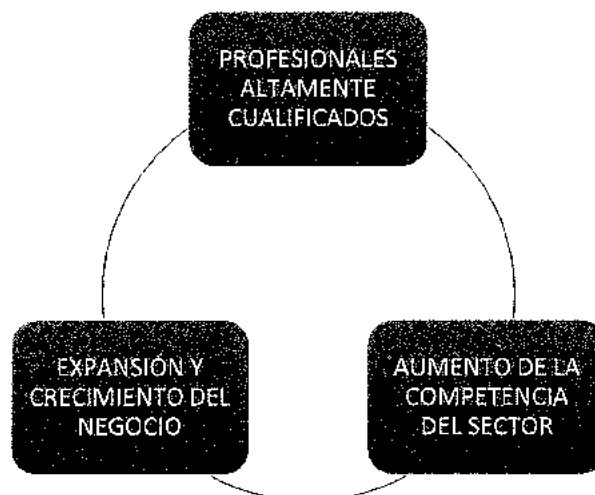 PROFESIONALES
ALTAMENTE
CUALIFICADOS
EXPANSIÓN Y
CRECIMIENTO DEL
NEGOCIO
AUMENTO DE LA
COMPETENCIA
DEL SECTOR